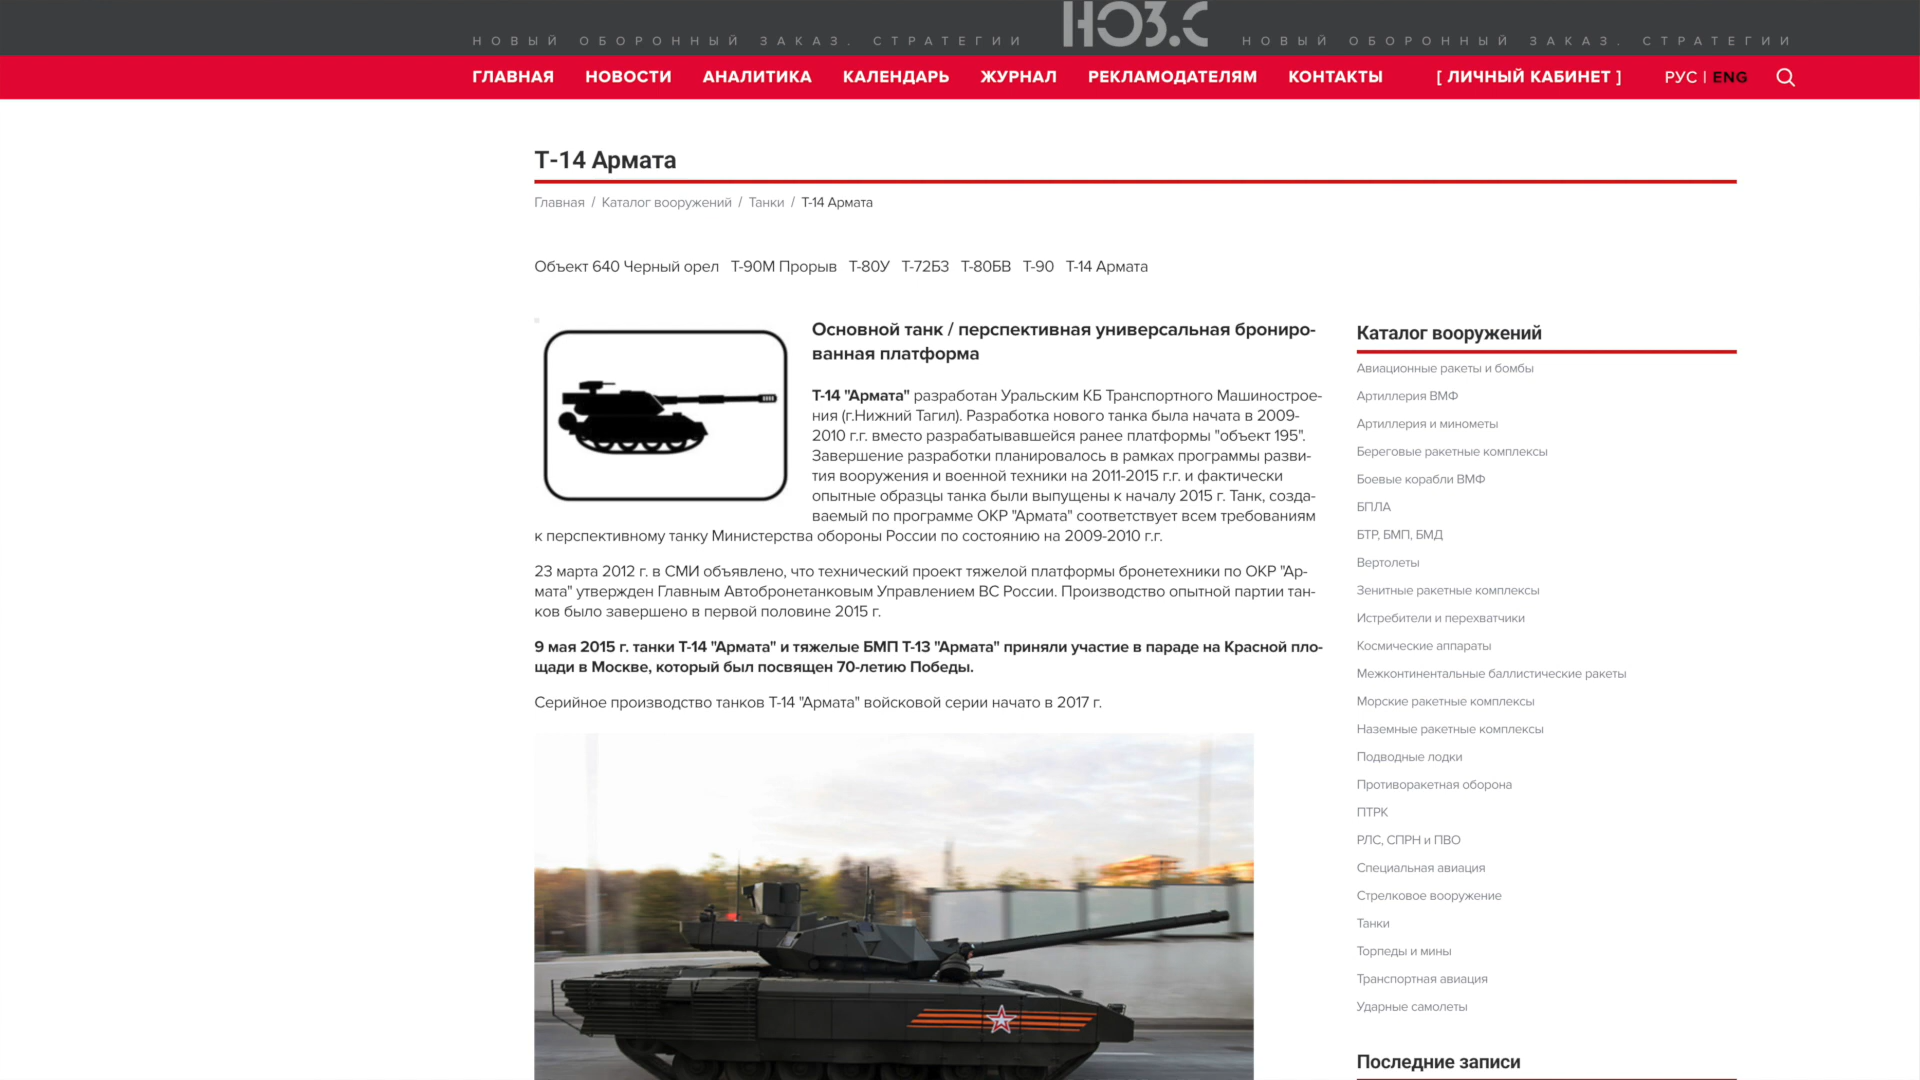 НОВЫЙ ОБОРОННЫЙ ЗАКАЗ. СТРАТЕГИИ
НОЗ.С
НОВЫЙ ОБОРОННЫЙ ЗАКАЗ. СТРАТЕГИИ
ГЛАВНАЯ НОВОСТИ АНАЛИТИКА КАЛЕНДАРЬ ЖУРНАЛ РЕКЛАМОДАТЕЛЯМ КОНТАКТЫ [ ЛИЧНЫЙ КАБИНЕТ ] РУС | ENG
Т-14 Армата
Главная / Каталог вооружений / Танки / Т-14 Армата
Объект 640 Черный орел Т-90М Прорыв Т-80У Т-72Б3 Т-80БВ Т-90 Т-14 Армата
Основной танк / перспективная универсальная брониро-
ванная платформа
Т-14 "Армата" разработан Уральским КБ Транспортного Машинострое-
ния (г.Нижний Тагил). Разработка нового танка была начата в 2009-
2010 г.г. вместо разрабатывавшейся ранее платформы "объект 195".
Завершение разработки планировалось в рамках программы разви-
тия вооружения и военной техники на 2011-2015 г.г. и фактически
опытные образцы танка были выпущены к началу 2015 г. Танк, созда-
ваемый по программе ОКР "Армата" соответствует всем требованиям
к перспективному танку Министерства обороны России по состоянию на 2009-2010 г.г.
23 марта 2012 г. в СМИ объявлено, что технический проект тяжелой платформы бронетехники по ОКР "Ар-
мата" утвержден Главным Автобронетанковым Управлением ВС России. Производство опытной партии тан-
ков было завершено в первой половине 2015 г.
9 мая 2015 г. танки Т-14 "Армата" и тяжелые БМП Т-13 "Армата" приняли участие в параде на Красной пло-
щади в Москве, который был посвящен 70-летию Победы.
Серийное производство танков Т-14 "Армата" войсковой серии начато в 2017 г.
Каталог вооружений
Авиационные ракеты и бомбы
Артиллерия ВМФ
Артиллерия и минометы
Береговые ракетные комплексы
Боевые корабли ВМФ
БПЛА
БТР, БМП, БМД
Вертолеты
Зенитные ракетные комплексы
Истребители и перехватчики
Космические аппараты
Межконтинентальные баллистические ракеты
Морские ракетные комплексы
Наземные ракетные комплексы
Подводные лодки
Противоракетная оборона
ПТРК
РЛС, СПРН и ПВО
Специальная авиация
Стрелковое вооружение
Танки
Торпеды и мины
Транспортная авиация
Ударные самолеты
Последние записи